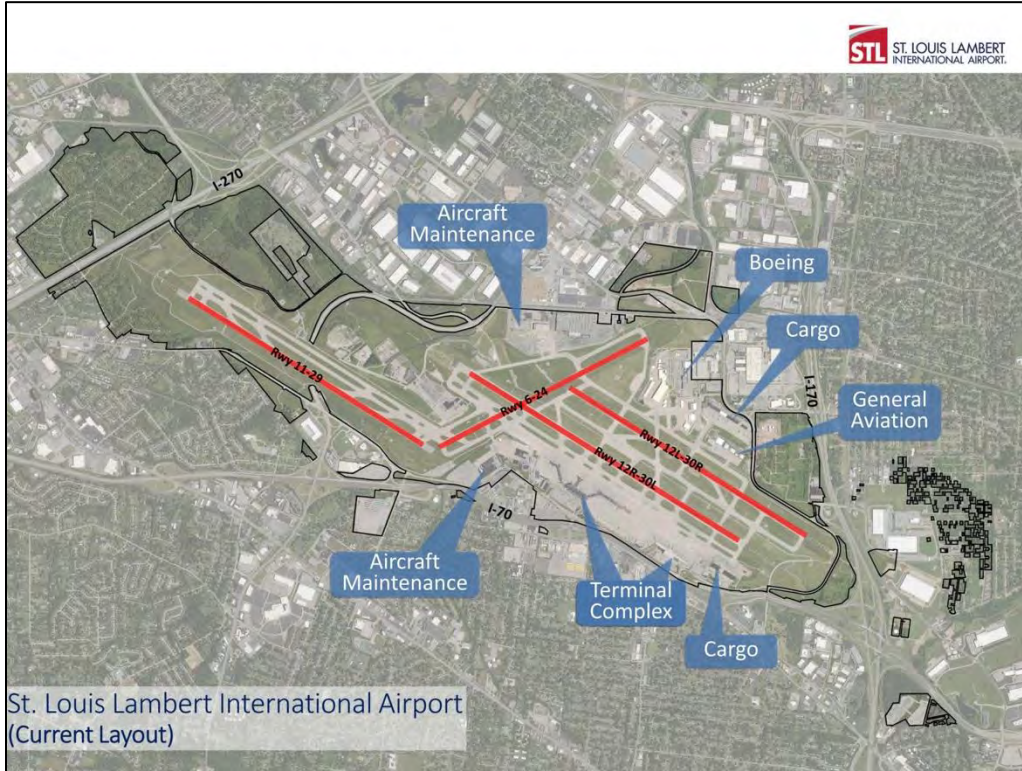 STL ST. LOUIS LAMBERT
INTERNATIONAL AIRPORT.
I-270
Aircraft
Maintenance
Boeing
Cargo
I-170
General
Aviation
Rwy 11-29
Rwy 6-24
Rwy 12L-30R
Rwy 12R-30L
I-70
Aircraft
Maintenance
Terminal
Complex
Cargo
St. Louis Lambert International Airport
(Current Layout)